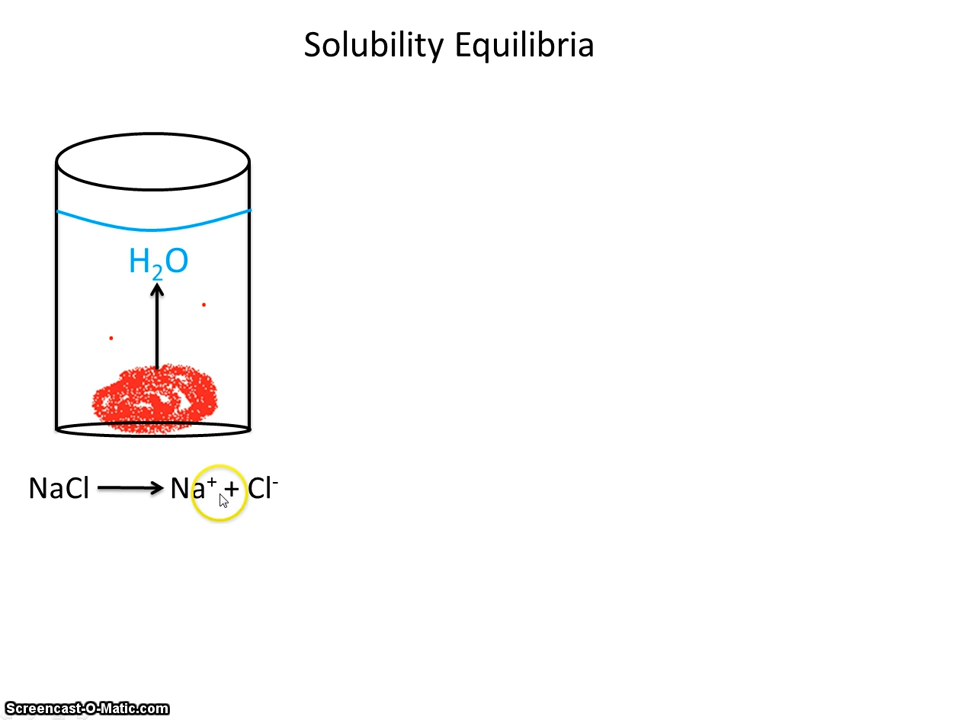 Solubility Equilibria
H₂O
NaCl ⟶ Na⁺ + Cl⁻
Screencast-O-Matic.com